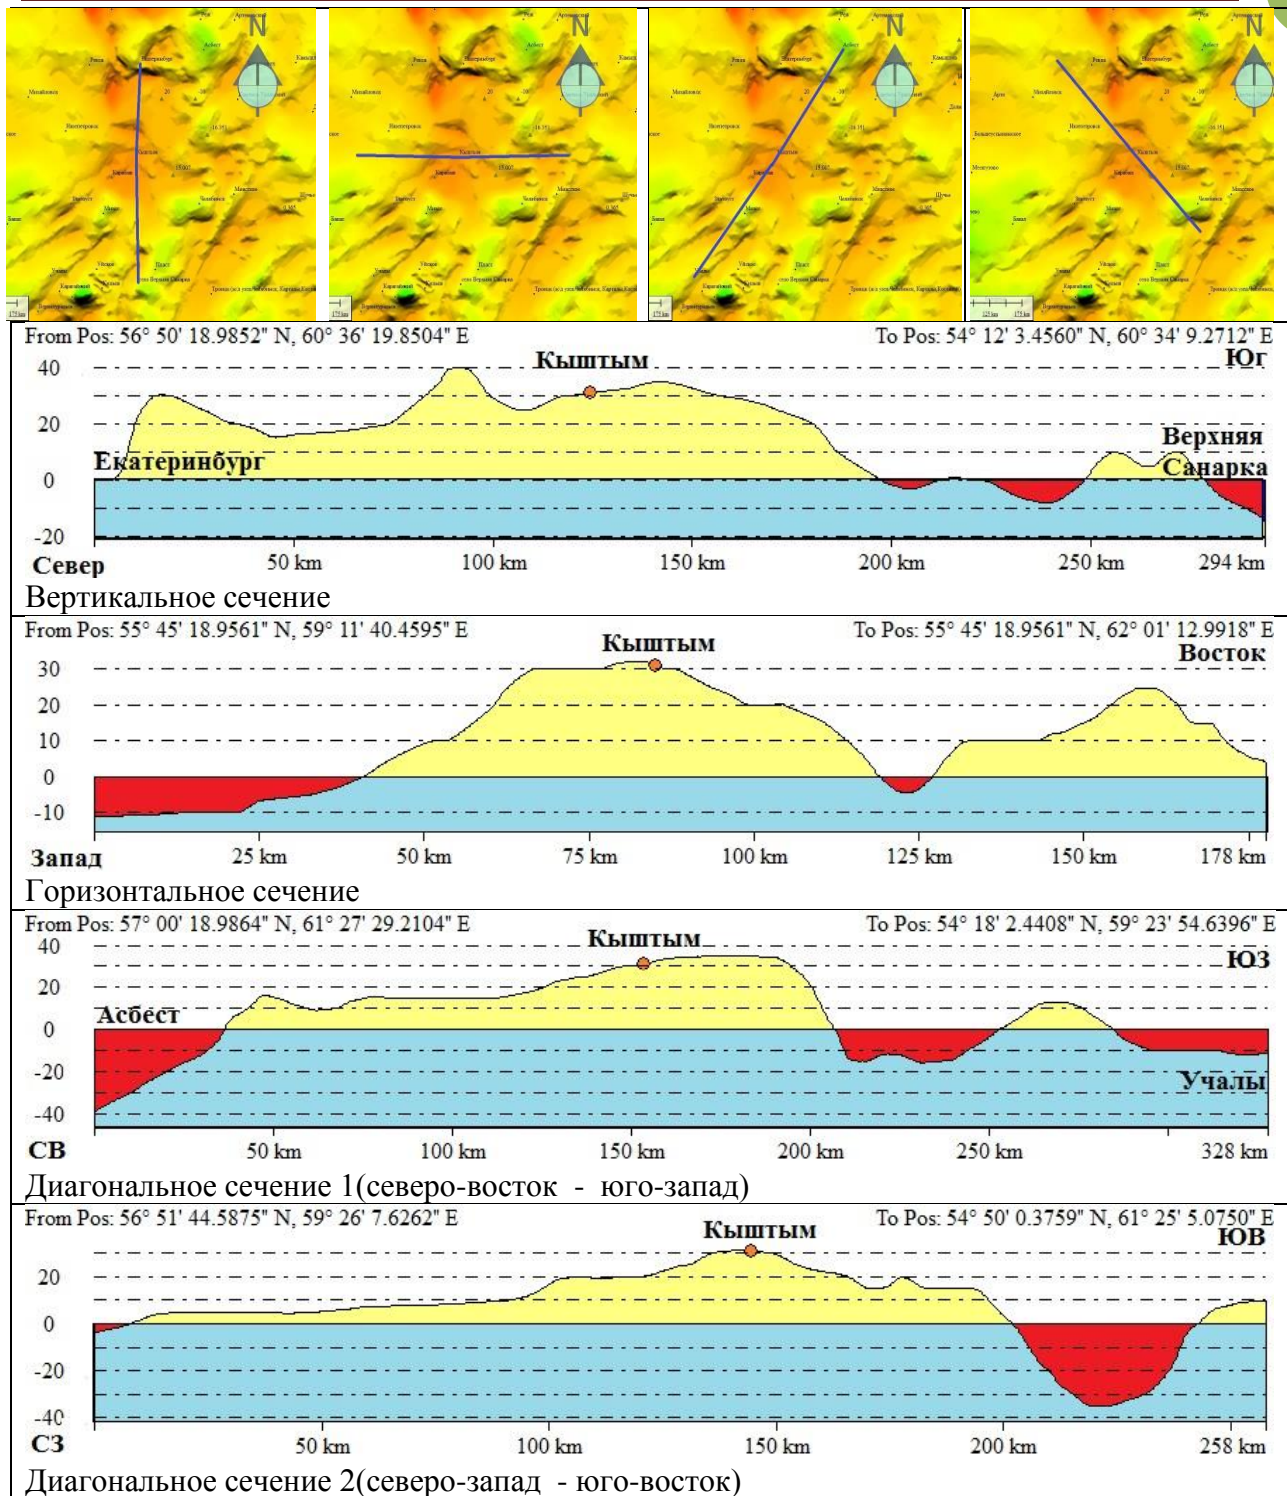 N
N
N
N
From Pos: 56° 50' 18.9852" N, 60° 36' 19.8504" E
To Pos: 54° 12' 3.4560" N, 60° 34' 9.2712" E
Юг
40
Кыштым
20
Верхняя
Екатеринбург
Санарка
0
-20
Север
50 km
100 km
150 km
200 km
250 km
294 km
Вертикальное сечение
From Pos: 55° 45' 18.9561" N, 59° 11' 40.4595" E
To Pos: 55° 45' 18.9561" N, 62° 01' 12.9918" E
Кыштым
Восток
30
20
10
0
-10
Запад
25 km
50 km
75 km
100 km
125 km
150 km
178 km
Горизонтальное сечение
From Pos: 57° 00' 18.9864" N, 61° 27' 29.2104" E
To Pos: 54° 18' 2.4408" N, 59° 23' 54.6396" E
40
Кыштым
ЮЗ
20
Асбест
0
-20
Учалы
-40
СВ
50 km
100 km
150 km
200 km
250 km
328 km
Диагональное сечение 1(северо-восток - юго-запад)
From Pos: 56° 51' 44.5875" N, 59° 26' 7.6262" E
To Pos: 54° 50' 0.3759" N, 61° 25' 5.0750" E
Кыштым
ЮВ
20
0
-20
-40
СЗ
50 km
100 km
150 km
200 km
258 km
Диагональное сечение 2(северо-запад - юго-восток)